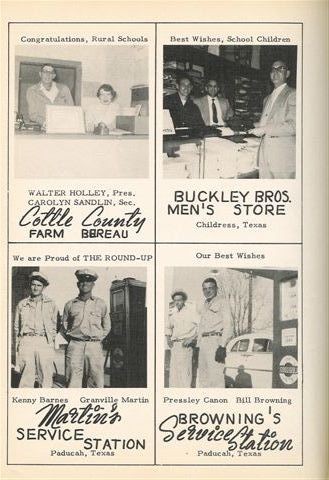 Congratulations, Rural Schools
WALTER HOLLEY, Pres.
CAROLYN SANDLIN, Sec.
Cottle County
FARM BUREAU
Best Wishes, School Children
BUCKLEY BROS.
MEN'S STORE
Childress, Texas
We are Proud of THE ROUND-UP
Kenny Barnes Granville Martin
Martin's
SERVICE
STATION
Paducah, Texas
Our Best Wishes
Pressley Canon Bill Browning
BROWNING'S
Service Station
Paducah, Texas